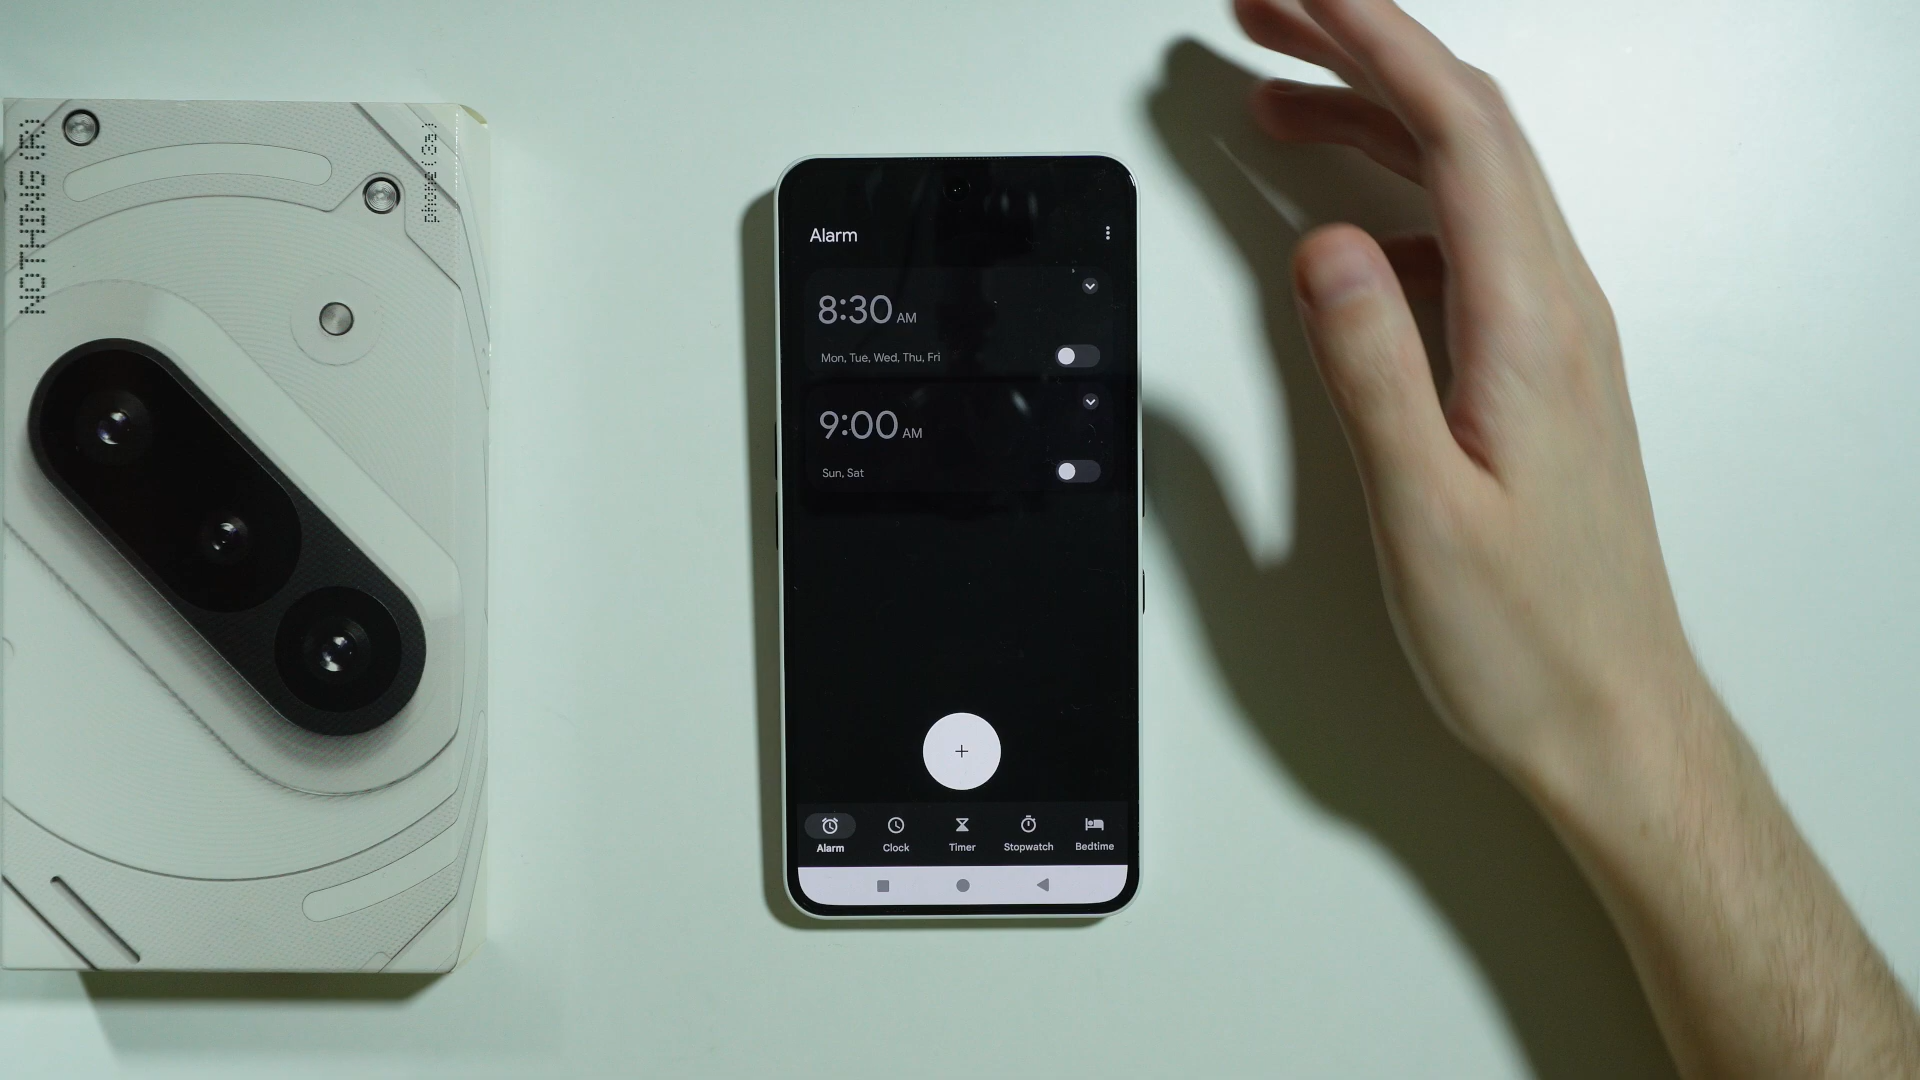 NOTHING (R)
phone (3a)
Alarm
8:30 AM
Mon, Tue, Wed, Thu, Fri
9:00 AM
Sun, Sat
+
Alarm
Clock
Timer
Stopwatch
Bedtime